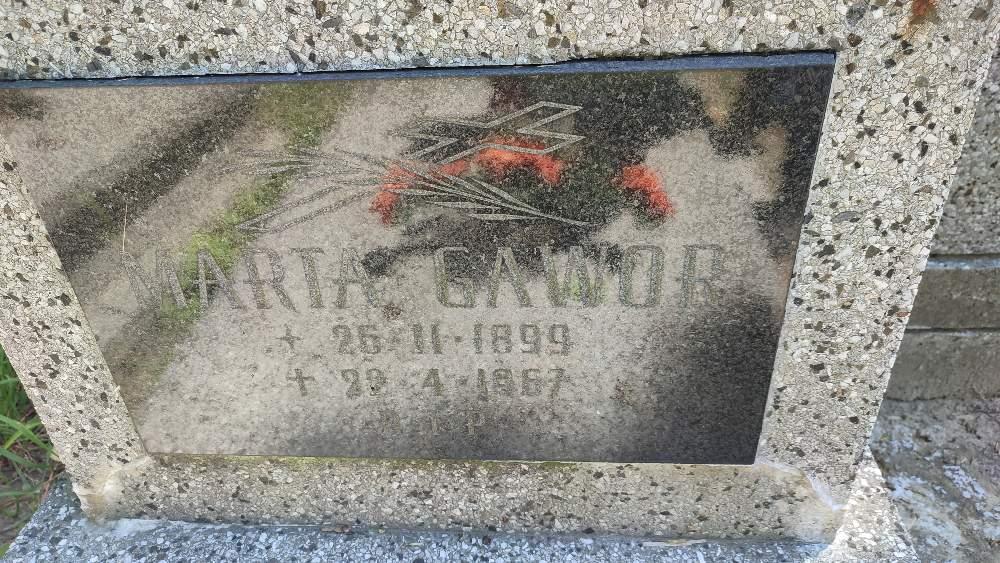 MARTA GAWOR
+ 26·11·1899
+ 29·4·1967
R.I.P.